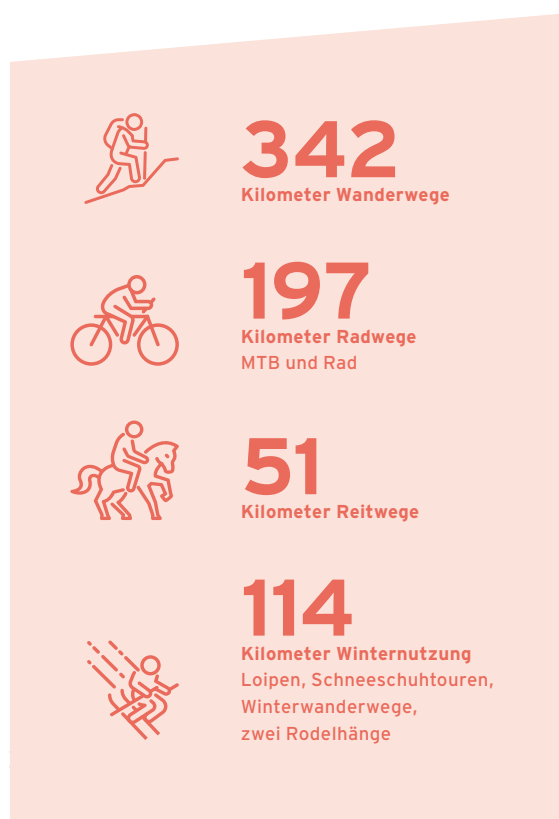 342
Kilometer Wanderwege
197
Kilometer Radwege
MTB und Rad
51
Kilometer Reitwege
114
Kilometer Winternutzung
Loipen, Schneeschuhtouren,
Winterwanderwege,
zwei Rodelhänge